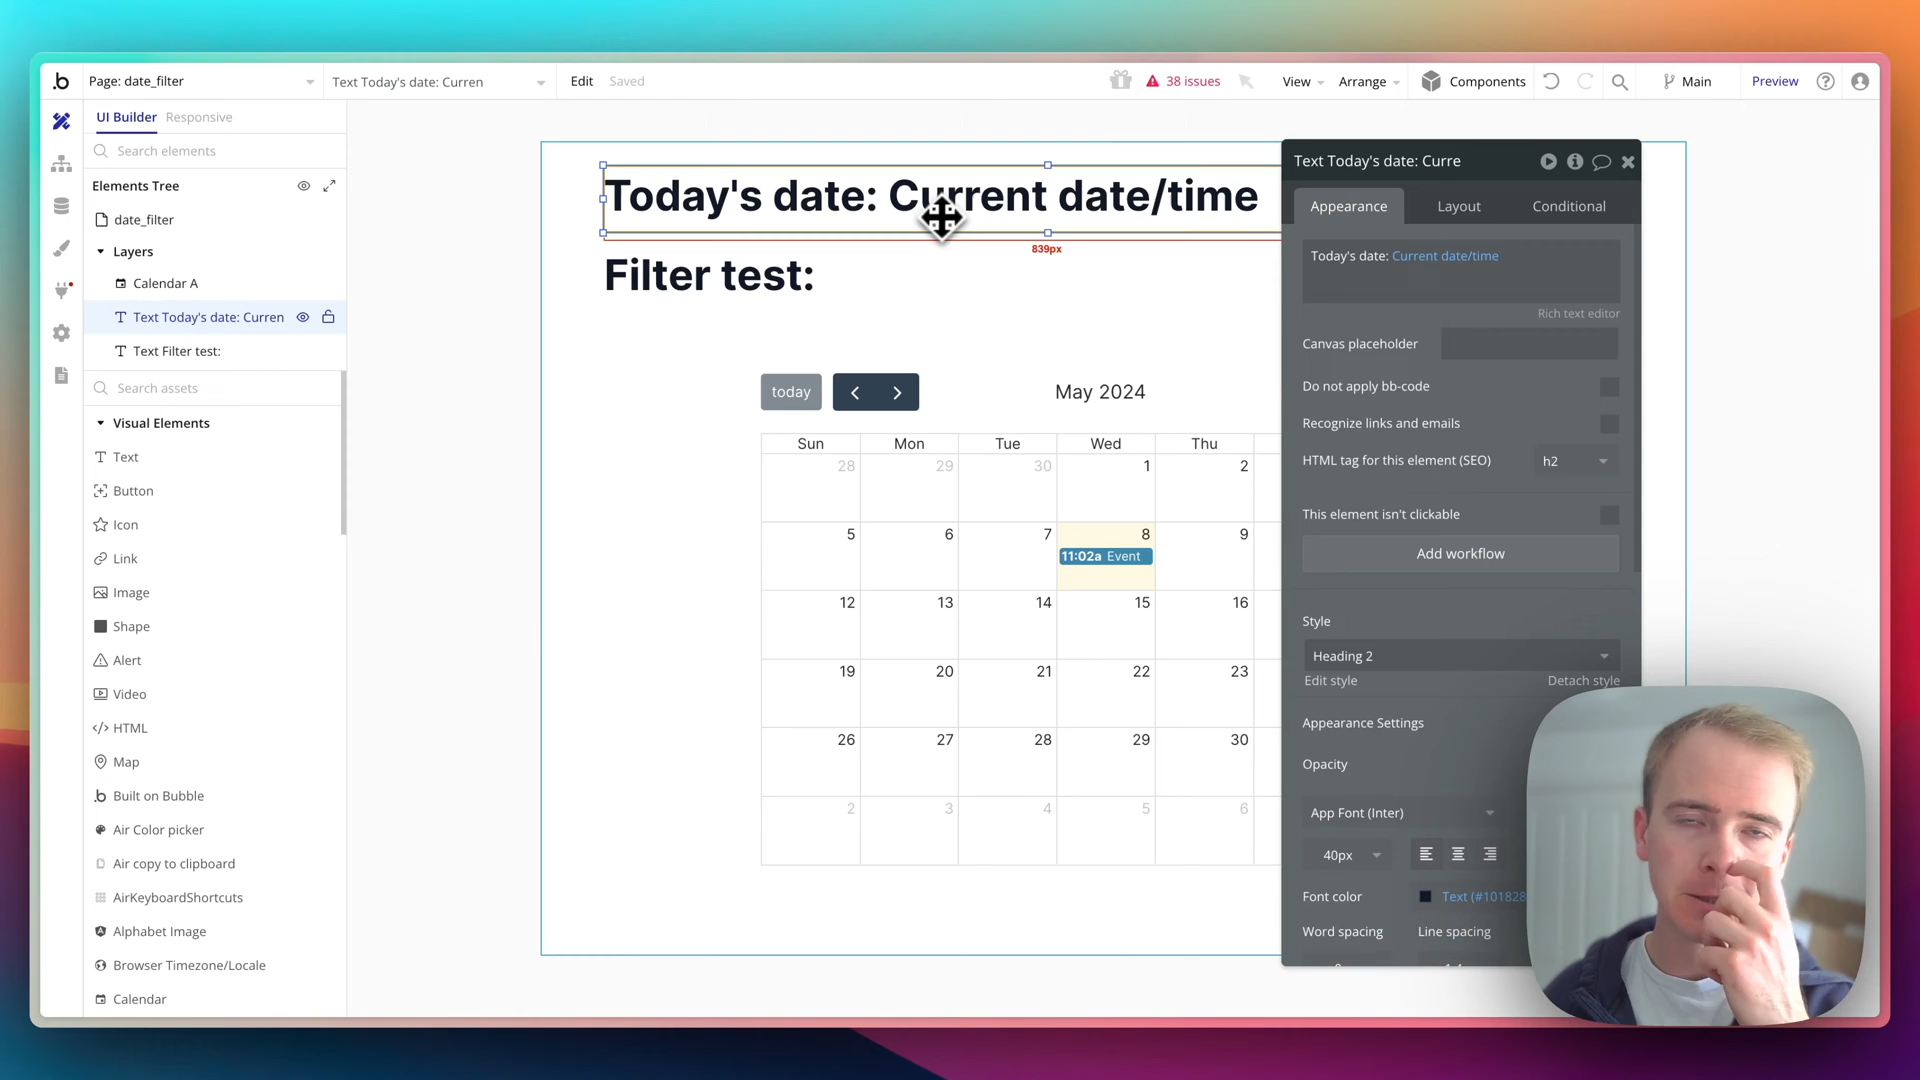 Page: date_filter
Text Today's date: Curren
Edit
Saved
38 issues
View
Arrange
Components
Main
Preview
UI Builder
Responsive
Search elements
Elements Tree
date_filter
Layers
Calendar A
Text Today's date: Curren
Text Filter test:
Search assets
Visual Elements
Text
Button
Icon
Link
Image
Shape
Alert
Video
HTML
Map
Built on Bubble
Air Color picker
Air copy to clipboard
AirKeyboardShortcuts
Alphabet Image
Browser Timezone/Locale
Calendar
Today's date: Current date/time
839px
Filter test:
today
May 2024
Sun Mon Tue Wed Thu
28 29 30 1 2
5 6 7 8 9
11:02a Event
12 13 14 15 16
19 20 21 22 23
26 27 28 29 30
2 3 4 5 6
Text Today's date: Curre
Appearance
Layout
Conditional
Today's date: Current date/time
Rich text editor
Canvas placeholder
Do not apply bb-code
Recognize links and emails
HTML tag for this element (SEO)
h2
This element isn't clickable
Add workflow
Style
Heading 2
Edit style
Detach style
Appearance Settings
Opacity
App Font (Inter)
40px
Font color
Text (#101828
Word spacing
Line spacing